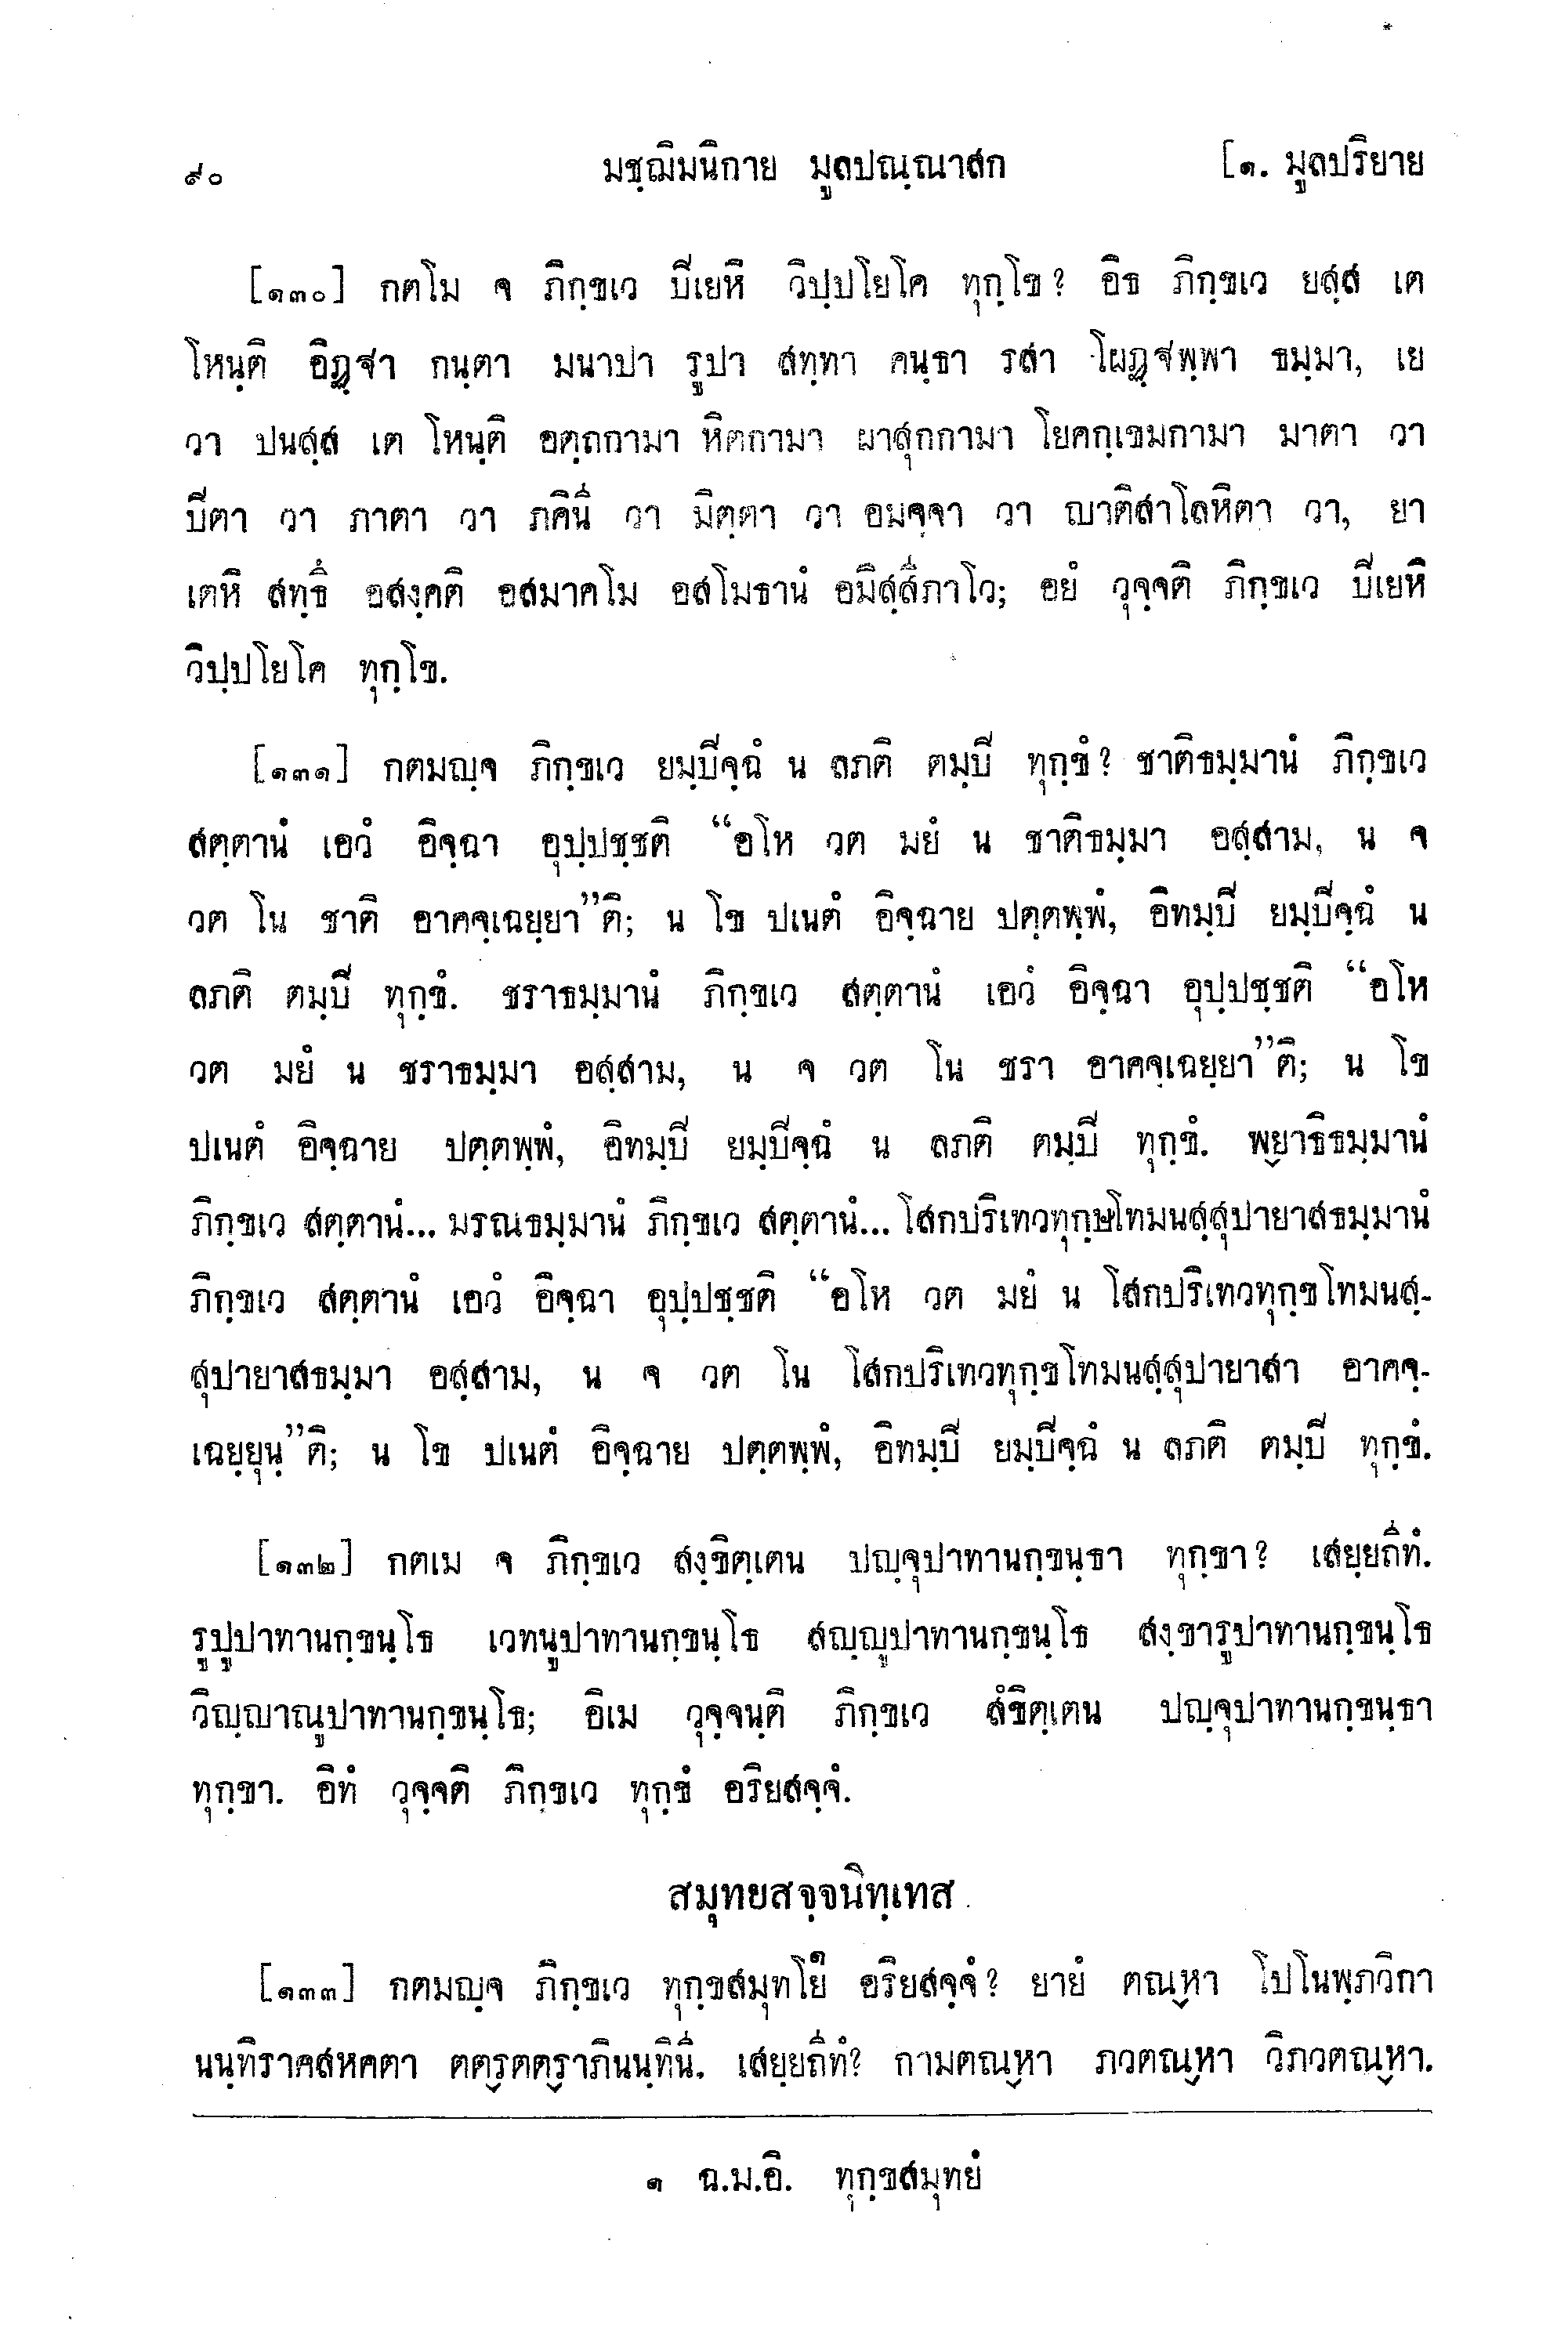 ๙๐ มชฺฌิมนิกาย มูลปณฺณาสก [๑. มูลปริยาย
[๑๓๐] กตโม จ ภิกฺขเว ปิเยหิ วิปฺปโยโค ทุกฺโข? อิธ ภิกฺขเว ยสฺส เต
โหนฺติ อิฏฺฐา กนฺตา มนาปา รูปา สทฺทา คนฺธา รสา โผฏฺฐพฺพา ธมฺมา, เย
วา ปนสฺส เต โหนฺติ อตฺถกามา หิตกามา ผาสุกกามา โยคกฺเขมกามา มาตา วา
ปิตา วา ภาตา วา ภคินี วา มิตฺตา วา อมจฺจา วา ญาติสาโลหิตา วา, ยา
เตหิ สทฺธึ อสงฺคติ อสมาคโม อสโมธานํ อมิสฺสีภาโว; อยํ วุจฺจติ ภิกฺขเว ปิเยหิ
วิปฺปโยโค ทุกฺโข.
[๑๓๑] กตมญฺจ ภิกฺขเว ยมฺปิจฺฉํ น ลภติ ตมฺปิ ทุกฺขํ? ชาติธมฺมานํ ภิกฺขเว
สตฺตานํ เอวํ อิจฺฉา อุปฺปชฺชติ “อโห วต มยํ น ชาติธมฺมา อสฺสาม, น จ
วต โน ชาติ อาคจฺเฉยฺยา”ติ; น โข ปเนตํ อิจฺฉาย ปตฺตพฺพํ, อิทมฺปิ ยมฺปิจฺฉํ น
ลภติ ตมฺปิ ทุกฺขํ. ชราธมฺมานํ ภิกฺขเว สตฺตานํ เอวํ อิจฺฉา อุปฺปชฺชติ “อโห
วต มยํ น ชราธมฺมา อสฺสาม, น จ วต โน ชรา อาคจฺเฉยฺยา”ติ; น โข
ปเนตํ อิจฺฉาย ปตฺตพฺพํ, อิทมฺปิ ยมฺปิจฺฉํ น ลภติ ตมฺปิ ทุกฺขํ. พฺยาธิธมฺมานํ
ภิกฺขเว สตฺตานํ... มรณธมฺมานํ ภิกฺขเว สตฺตานํ... โสกปริเทวทุกฺษโทมนสฺสุปายาสธมฺมานํ
ภิกฺขเว สตฺตานํ เอวํ อิจฺฉา อุปฺปชฺชติ “อโห วต มยํ น โสกปริเทวทุกฺขโทมนสฺ-
สุปายาสธมฺมา อสฺสาม, น จ วต โน โสกปริเทวทุกฺขโทมนสฺสุปายาสา อาคจฺ-
เฉยฺยุนฺ”ติ; น โข ปเนตํ อิจฺฉาย ปตฺตพฺพํ, อิทมฺปิ ยมฺปิจฺฉํ น ลภติ ตมฺปิ ทุกฺขํ.
[๑๓๒] กตเม จ ภิกฺขเว สงฺขิตฺเตน ปญฺจุปาทานกฺขนฺธา ทุกฺขา? เสยฺยถีทํ.
รูปูปาทานกฺขนฺโธ เวทนูปาทานกฺขนฺโธ สญฺญูปาทานกฺขนฺโธ สงฺขารูปาทานกฺขนฺโธ
วิญฺญาณูปาทานกฺขนฺโธ; อิเม วุจฺจนฺติ ภิกฺขเว สํขิตฺเตน ปญฺจุปาทานกฺขนฺธา
ทุกฺขา. อิทํ วุจฺจติ ภิกฺขเว ทุกฺขํ อริยสจฺจํ.
สมุทยสจฺจนิทฺเทส
[๑๓๓] กตมญฺจ ภิกฺขเว ทุกฺขสมุทโย๑ อริยสจฺจํ? ยายํ ตณฺหา โปโนพฺภวิกา
นนฺทิราคสหคตา ตตฺรตตฺราภินนฺทินี. เสยฺยถีทํ? กามตณฺหา ภวตณฺหา วิภวตณฺหา.
๑ ฉ.ม.อิ. ทุกฺขสมุทยํ